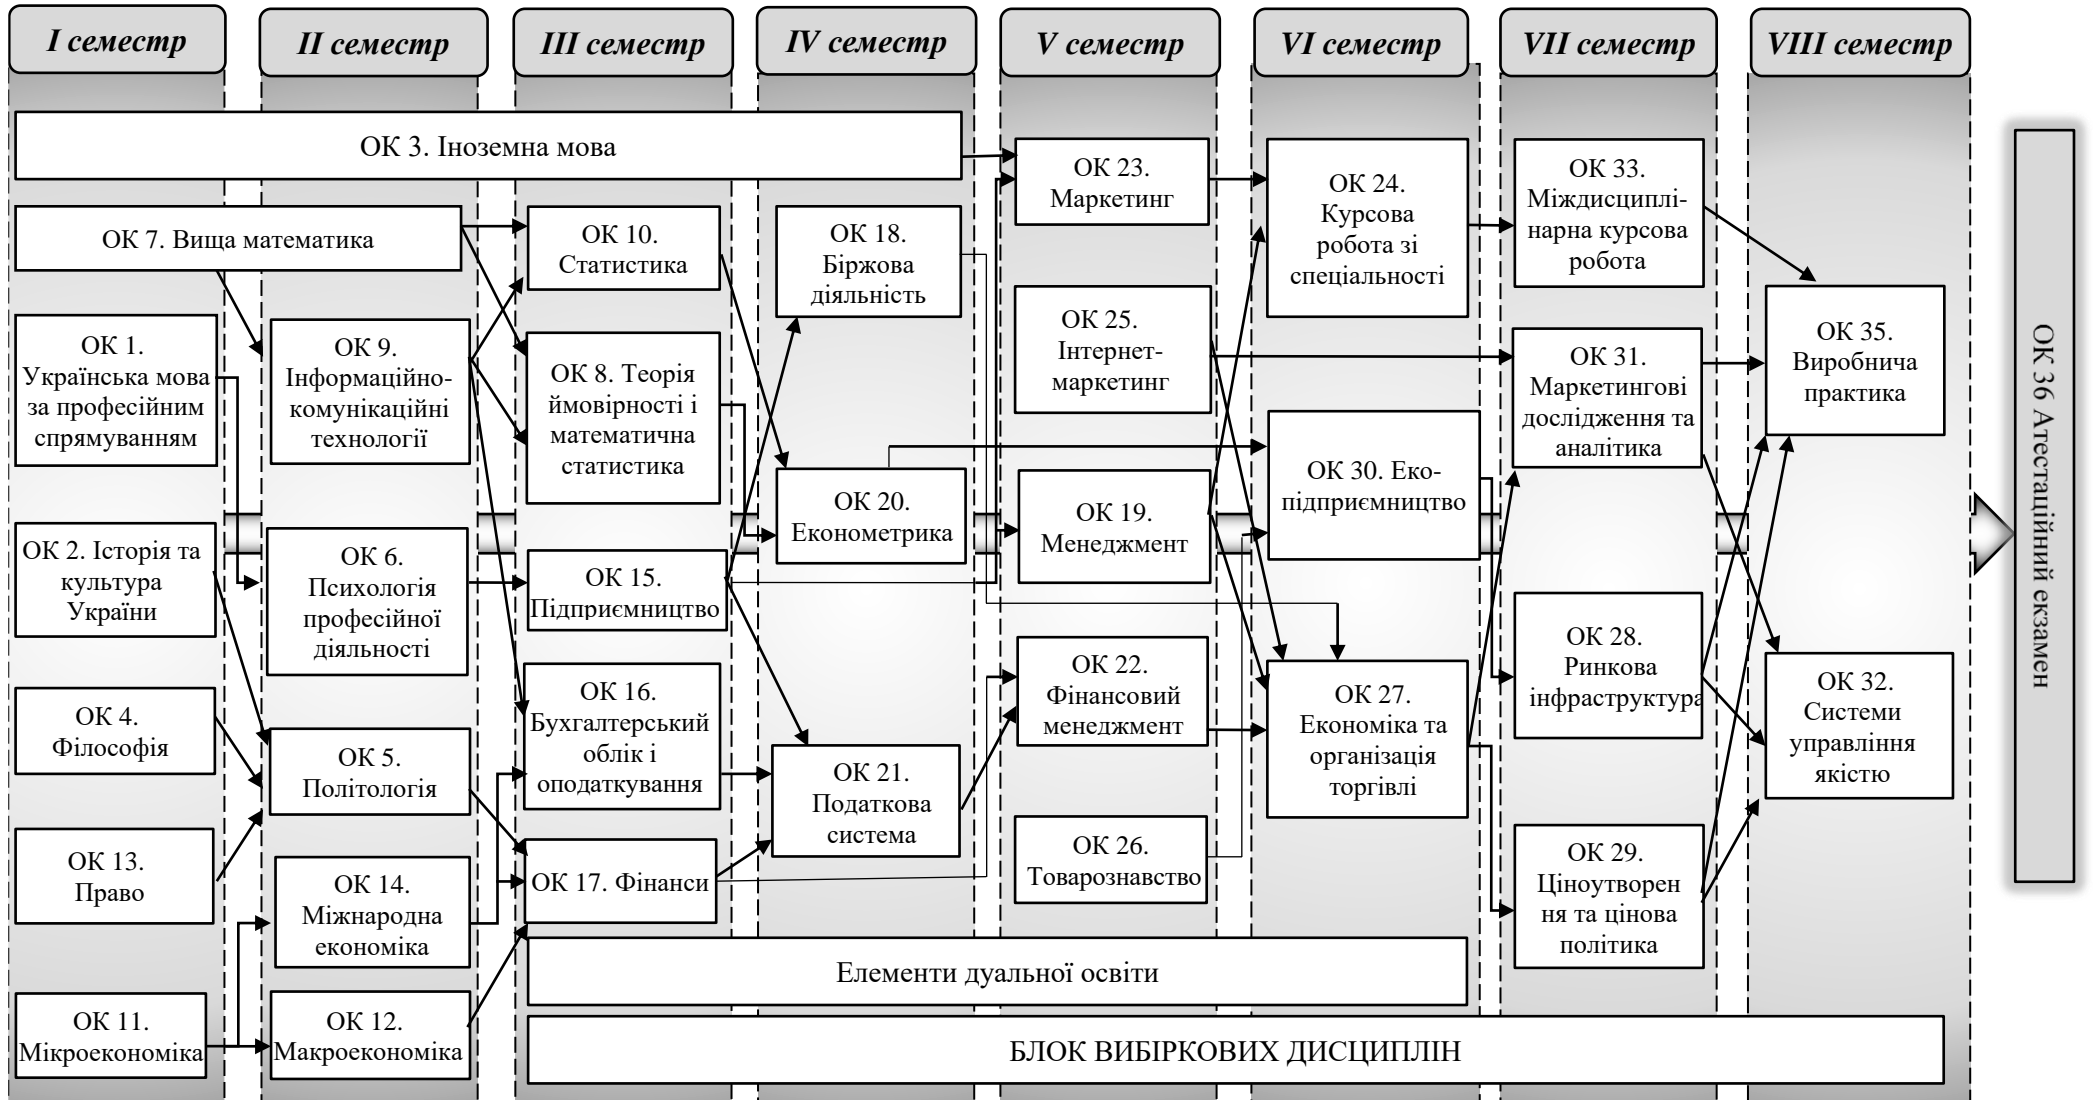 I семестр
II семестр
III семестр
IV семестр
V семестр
VI семестр
VII семестр
VIII семестр
ОК 3. Іноземна мова
ОК 7. Вища математика
ОК 1.
Українська мова
за професійним
спрямуванням
ОК 2. Історія та
культура
України
ОК 4.
Філософія
ОК 13.
Право
ОК 11.
Мікроекономіка
ОК 9.
Інформаційно-
комунікаційні
технології
ОК 6.
Психологія
професійної
діяльності
ОК 5.
Політологія
ОК 14.
Міжнародна
економіка
ОК 12.
Макроекономіка
ОК 10.
Статистика
ОК 8. Теорія
ймовірності і
математична
статистика
ОК 15.
Підприємництво
ОК 16.
Бухгалтерський
облік і
оподаткування
ОК 17. Фінанси
ОК 18.
Біржова
діяльність
ОК 20.
Економетрика
ОК 21.
Податкова
система
ОК 23.
Маркетинг
ОК 25.
Інтернет-
маркетинг
ОК 19.
Менеджмент
ОК 22.
Фінансовий
менеджмент
ОК 26.
Товарознавство
ОК 24.
Курсова
робота зі
спеціальності
ОК 30. Еко-
підприємництво
ОК 27.
Економіка та
організація
торгівлі
ОК 33.
Міждисциплі-
нарна курсова
робота
ОК 31.
Маркетингові
дослідження та
аналітика
ОК 28.
Ринкова
інфраструктура
ОК 29.
Ціноутворен
ня та цінова
політика
ОК 35.
Виробнича
практика
ОК 32.
Системи
управління
якістю
ОК 36 Атестаційний екзамен
Елементи дуальної освіти
БЛОК ВИБІРКОВИХ ДИСЦИПЛІН